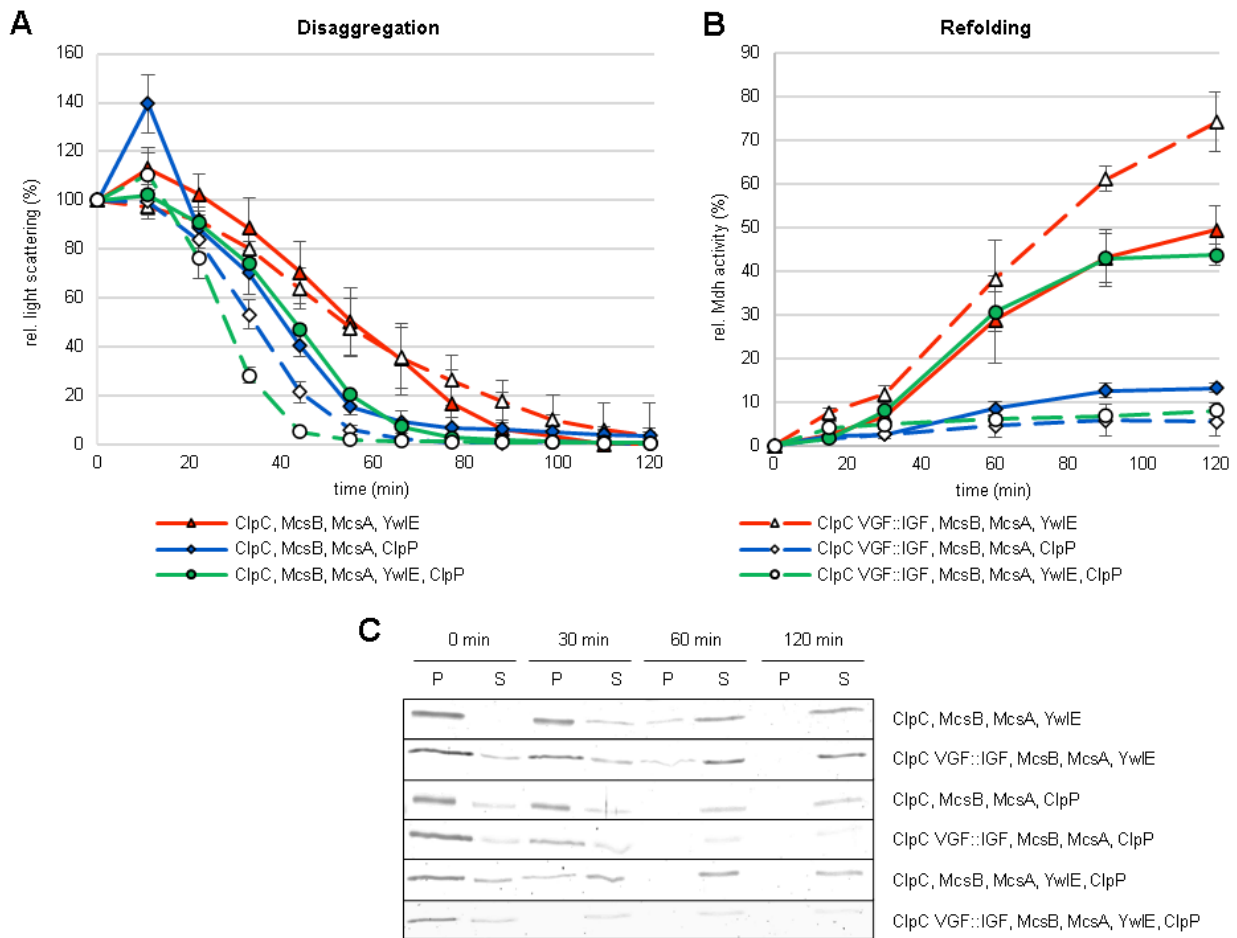 A
Disaggregation
160
140
120
100
80
60
40
20
0
rel. light scattering (%)
0 20 40 60 80 100 120
time (min)
ClpC, McsB, McsA, YwlE
ClpC, McsB, McsA, ClpP
ClpC, McsB, McsA, YwlE, ClpP
B
Refolding
90
80
70
60
50
40
30
20
10
0
rel. Mdh activity (%)
0 20 40 60 80 100 120
time (min)
ClpC VGF::IGF, McsB, McsA, YwlE
ClpC VGF::IGF, McsB, McsA, ClpP
ClpC VGF::IGF, McsB, McsA, YwlE, ClpP
C
0 min 30 min 60 min 120 min
P S P S P S P S
ClpC, McsB, McsA, YwlE
ClpC VGF::IGF, McsB, McsA, YwlE
ClpC, McsB, McsA, ClpP
ClpC VGF::IGF, McsB, McsA, ClpP
ClpC, McsB, McsA, YwlE, ClpP
ClpC VGF::IGF, McsB, McsA, YwlE, ClpP